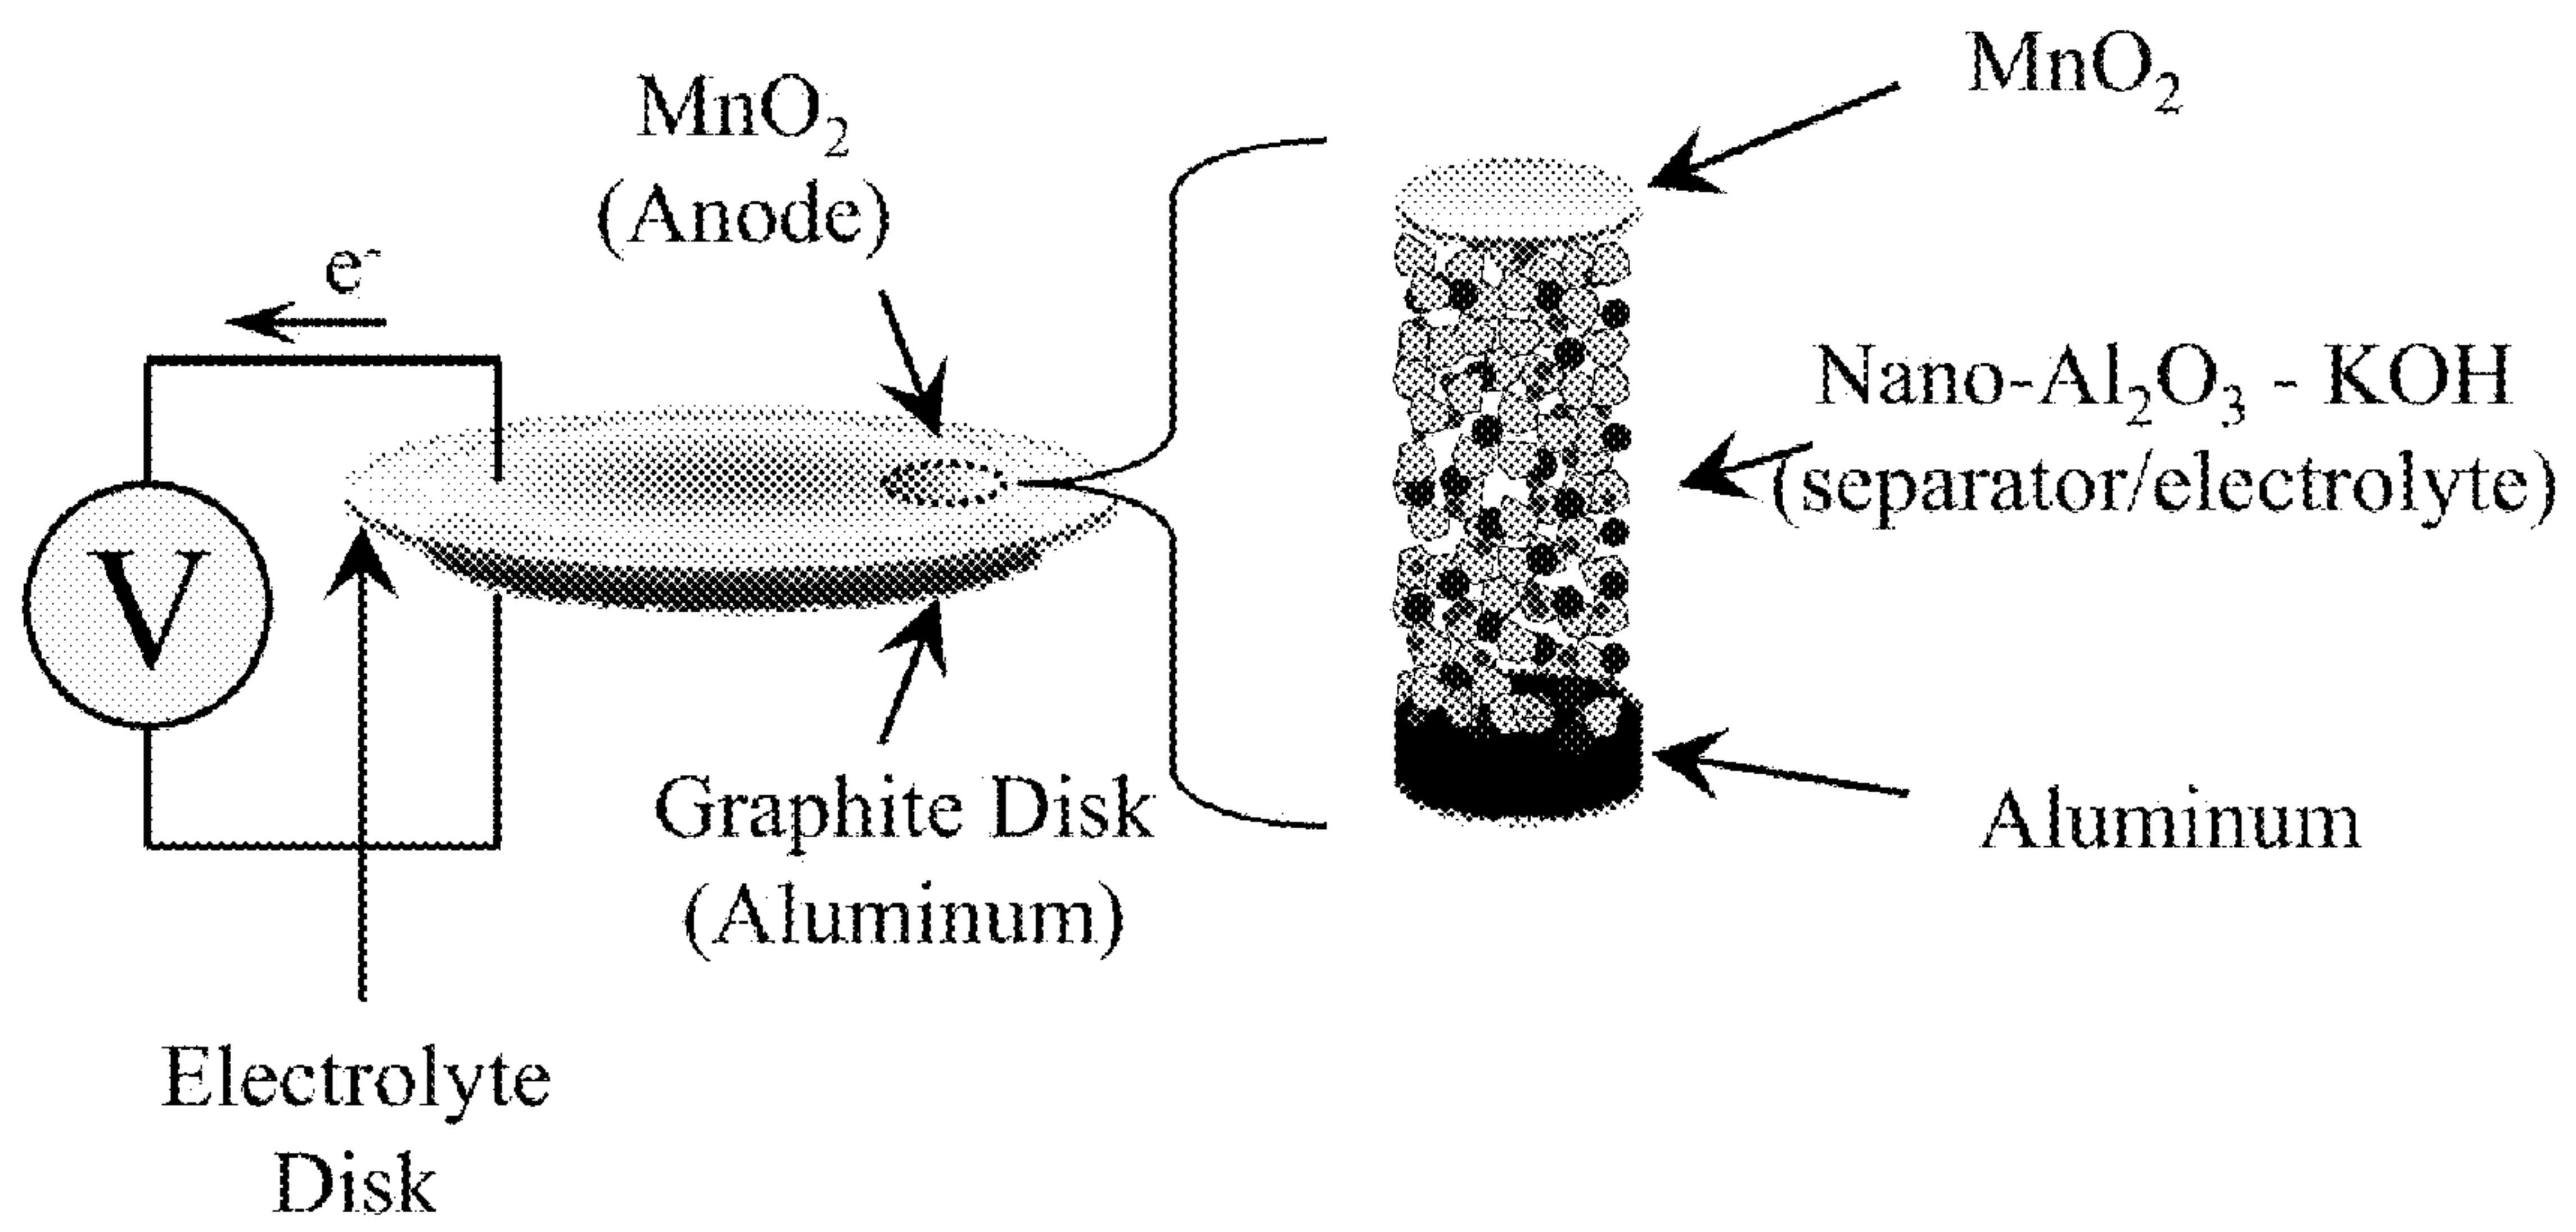 MnO₂
(Anode)
e⁻
V
Graphite Disk
(Aluminum)
Electrolyte
Disk
MnO₂
Nano-Al₂O₃ - KOH
(separator/electrolyte)
Aluminum